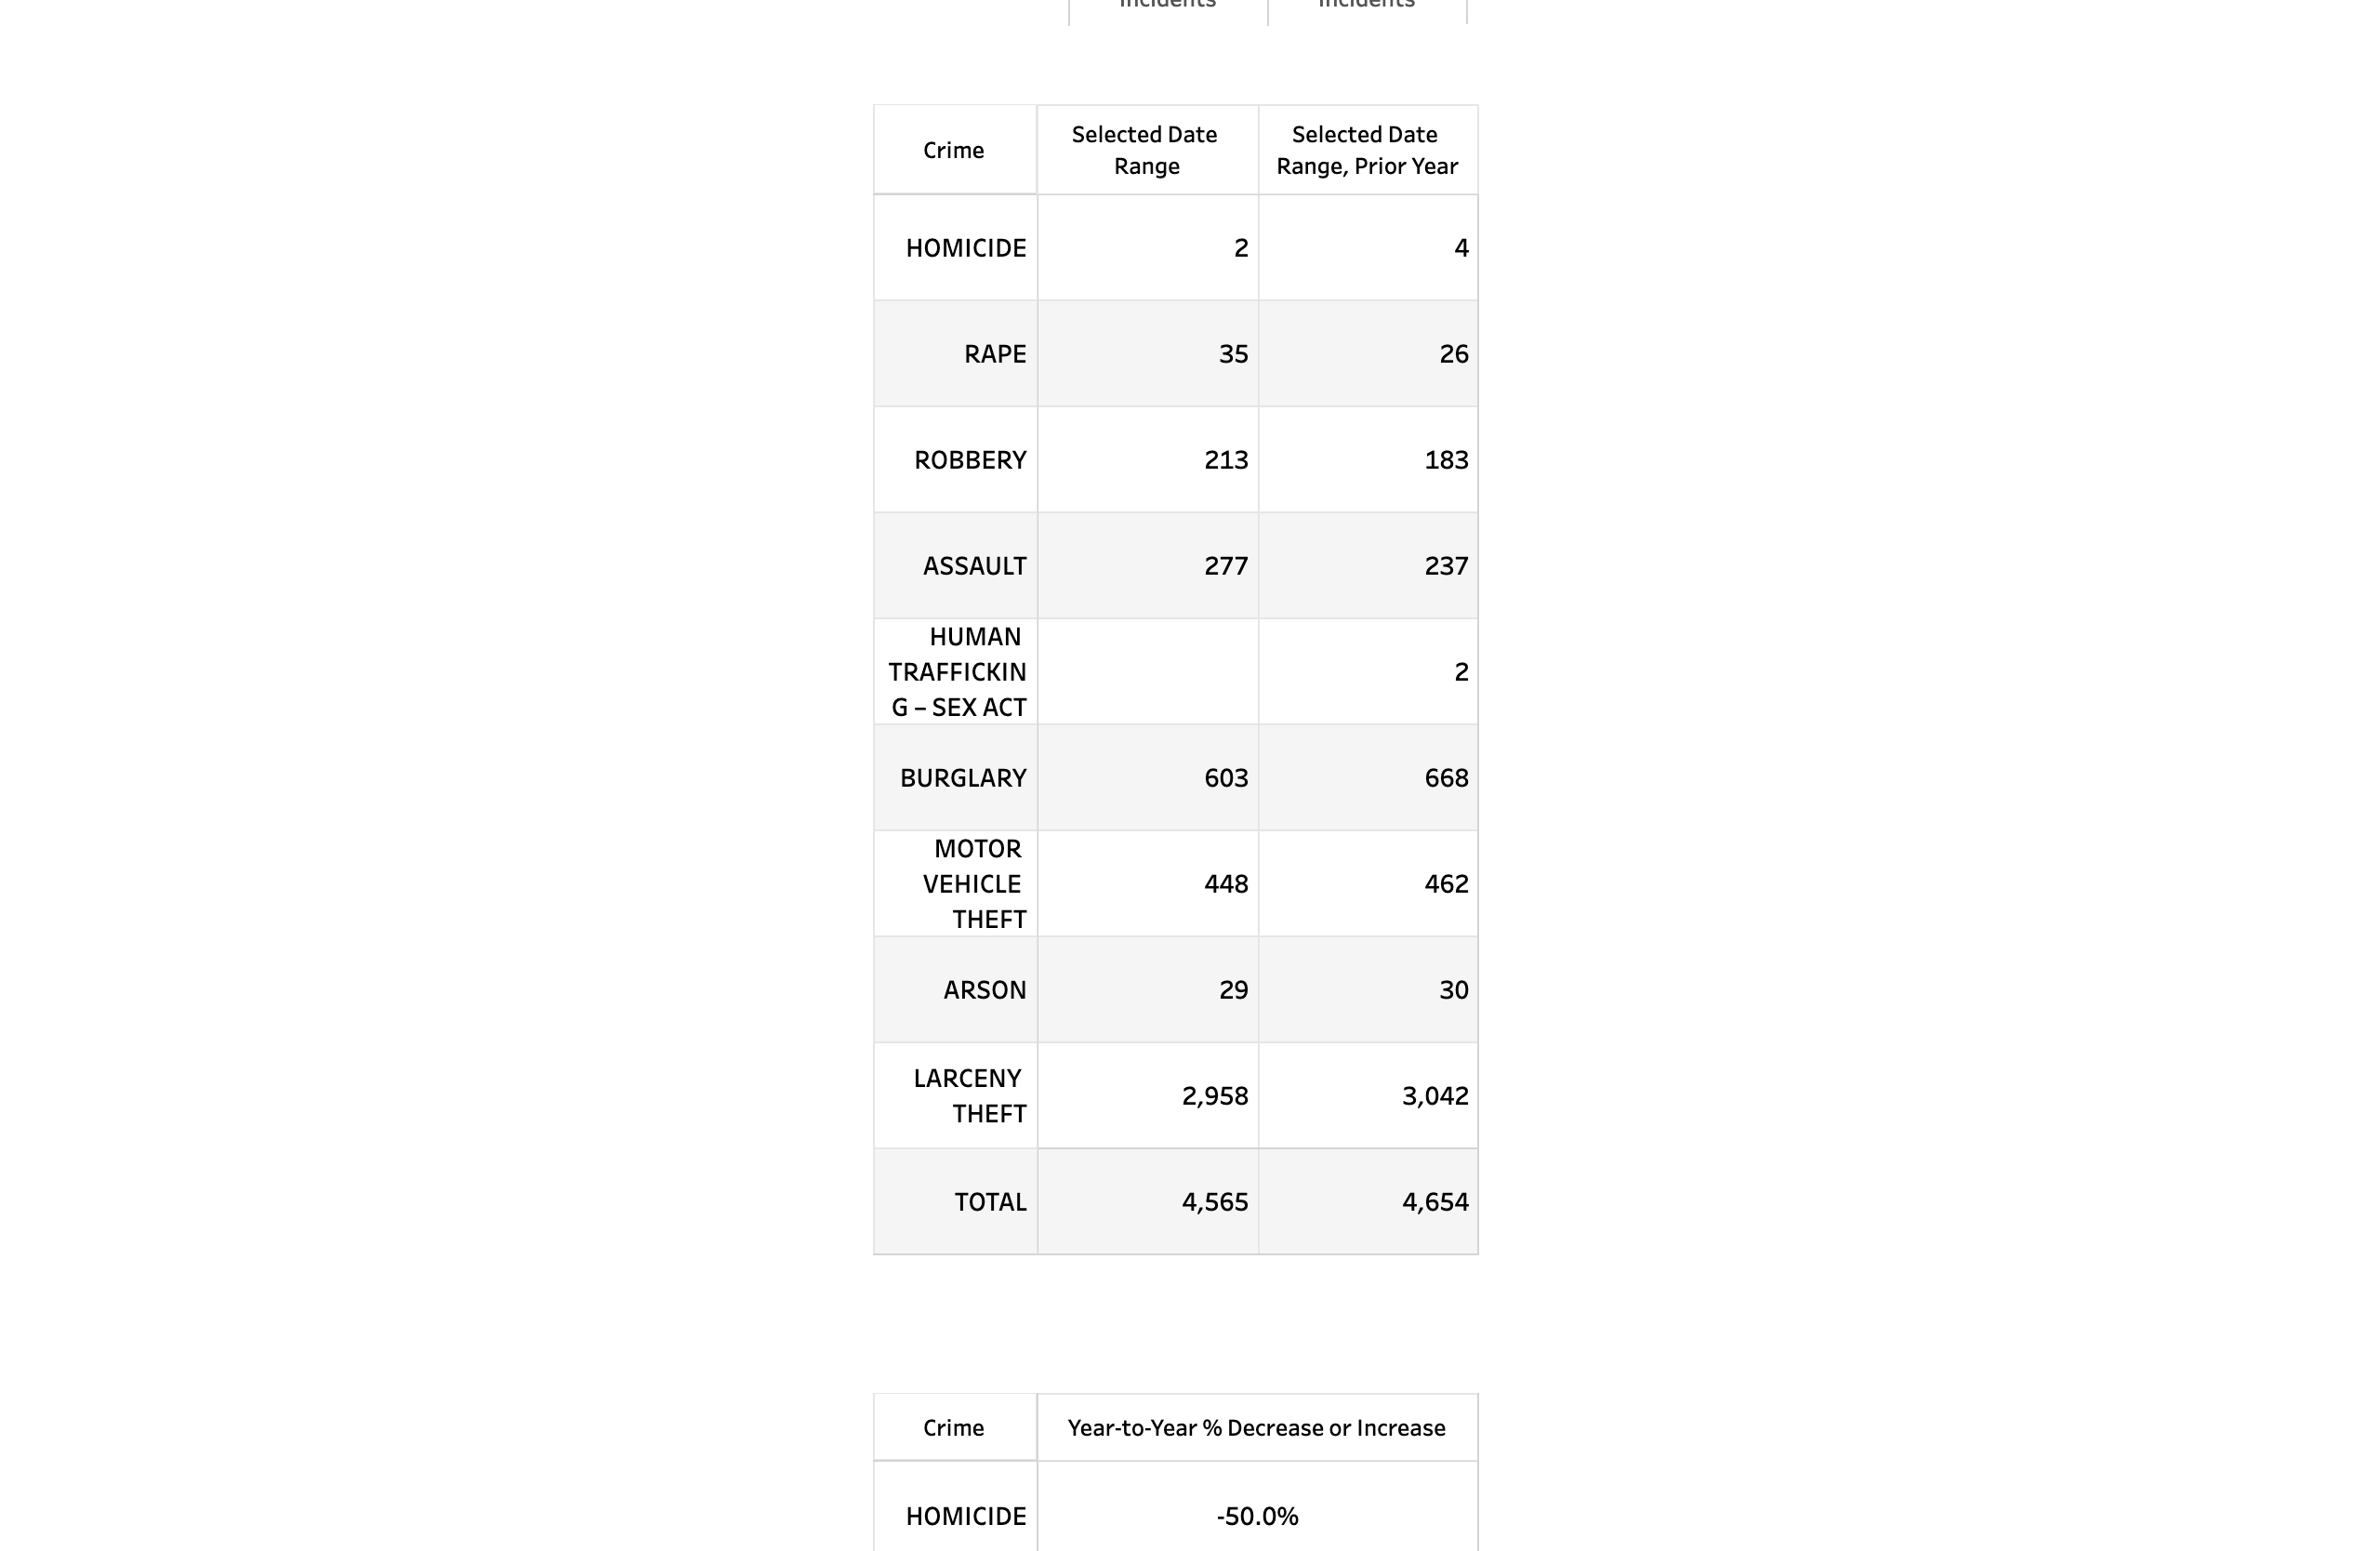 Incidents Incidents
Crime
Selected Date
Range
Selected Date
Range, Prior Year
HOMICIDE 2 4
RAPE 35 26
ROBBERY 213 183
ASSAULT 277 237
HUMAN
TRAFFICKIN
G – SEX ACT
2
BURGLARY 603 668
MOTOR
VEHICLE
THEFT
448 462
ARSON 29 30
LARCENY
THEFT
2,958 3,042
TOTAL 4,565 4,654
Crime Year-to-Year % Decrease or Increase
HOMICIDE -50.0%